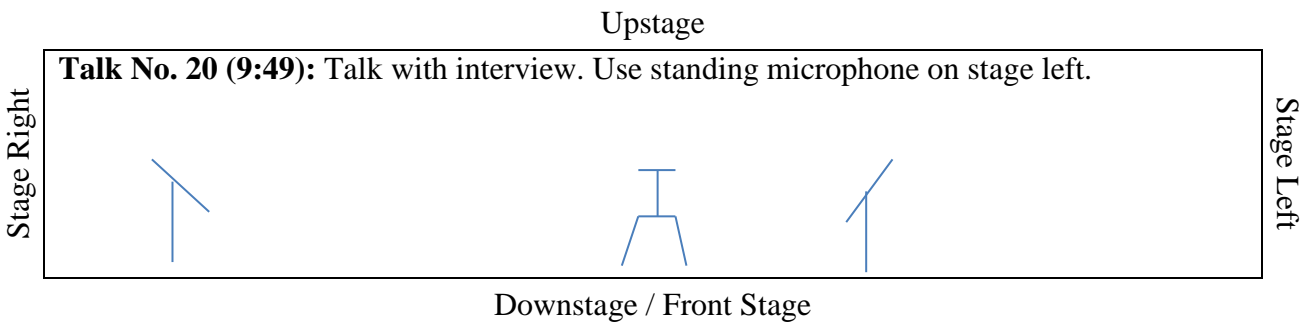 Upstage
Talk No. 20 (9:49): Talk with interview. Use standing microphone on stage left.
Stage Right
Stage Left
Downstage / Front Stage